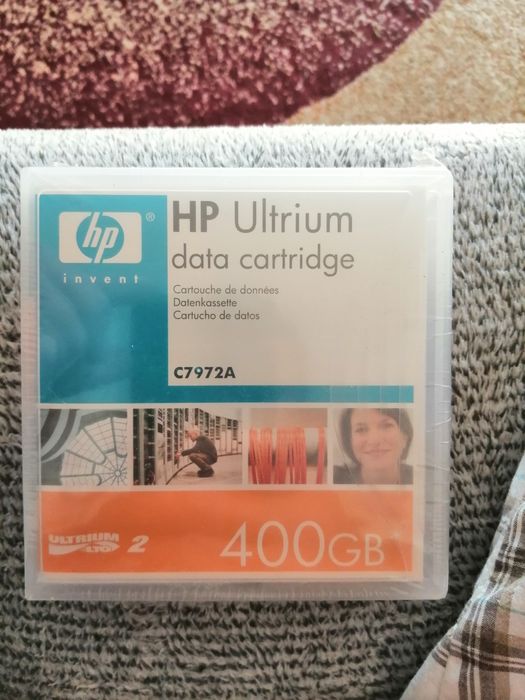 hp
®
invent
HP Ultrium
data cartridge
Cartouche de données
Datenkassette
Cartucho de datos
C7972A
ULTRIUM
LTO
2
400GB